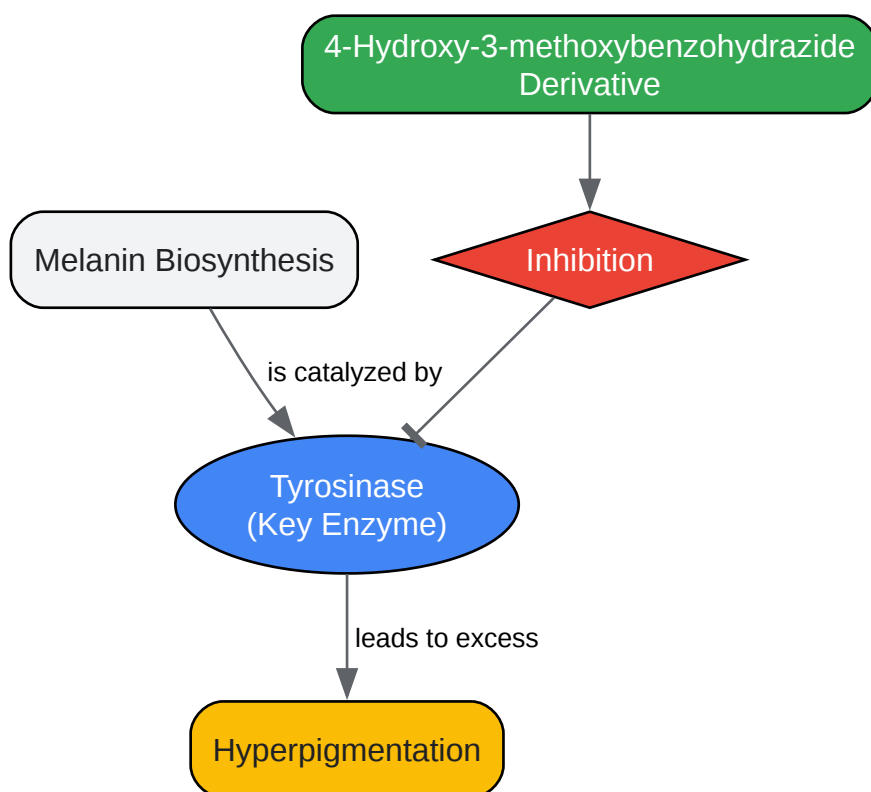 4-Hydroxy-3-methoxybenzohydrazide
Derivative
Melanin Biosynthesis
Inhibition
is catalyzed by
Tyrosinase
(Key Enzyme)
leads to excess
Hyperpigmentation